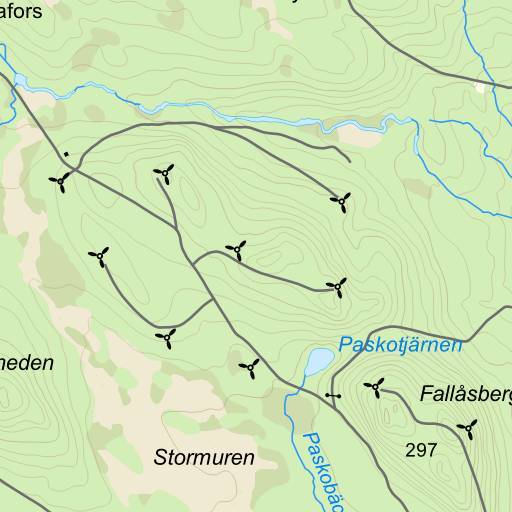 afors
Paskotjärnen
neden
Fallåsberg
297
Stormuren
Paskobäc